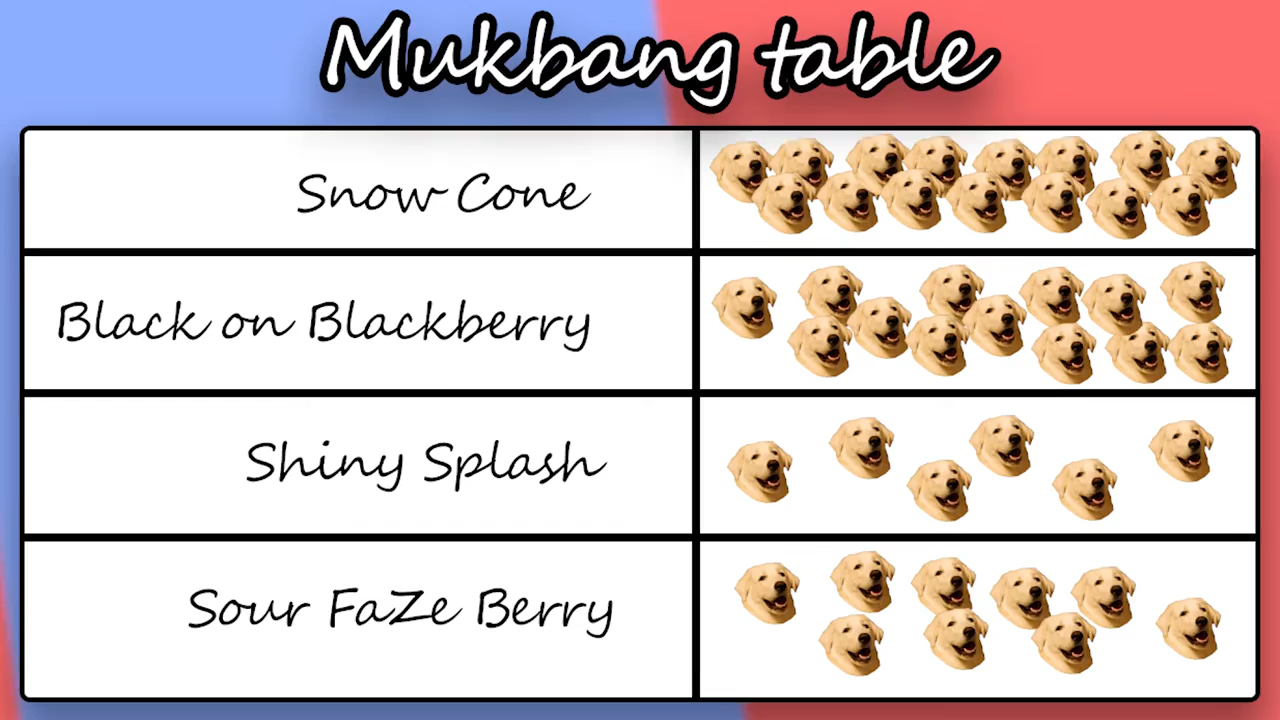 Mukbang table
Snow Cone
Black on Blackberry
Shiny Splash
Sour FaZe Berry